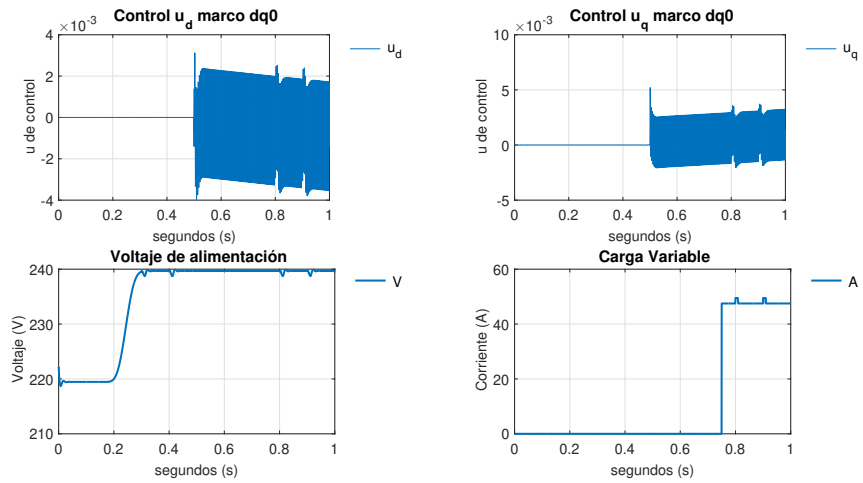 Control u_d marco dq0
×10^-3
u de control
4
2
0
-2
-4
0 0.2 0.4 0.6 0.8 1
segundos (s)
u_d
Control u_q marco dq0
×10^-3
u de control
10
5
0
-5
0 0.2 0.4 0.6 0.8 1
segundos (s)
u_q
Voltaje de alimentación
Voltaje (V)
240
230
220
210
0 0.2 0.4 0.6 0.8 1
segundos (s)
V
Carga Variable
Corriente (A)
60
40
20
0
0 0.2 0.4 0.6 0.8 1
segundos (s)
A